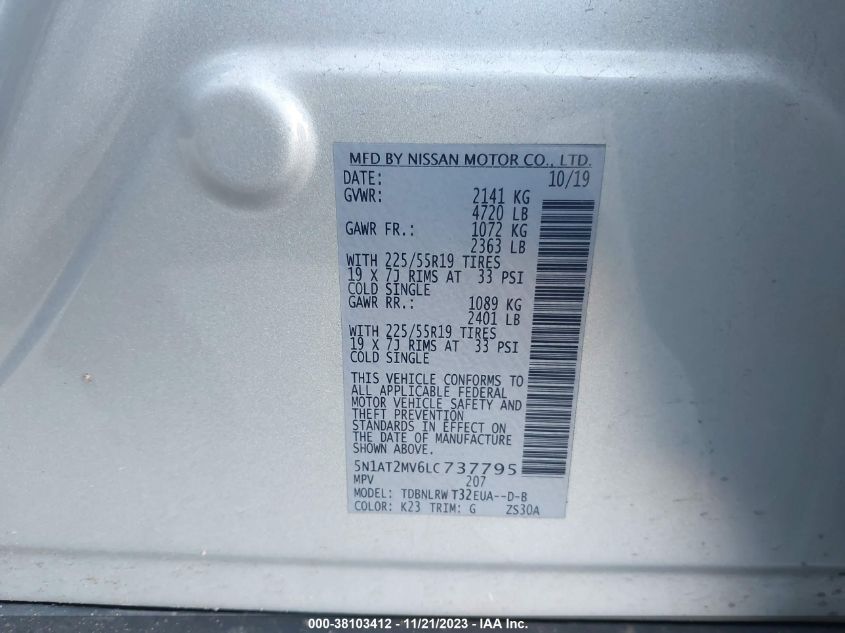 MFD BY NISSAN MOTOR CO., LTD.
DATE: 10/19
GVWR: 2141 KG
4720 LB
GAWR FR.: 1072 KG
2363 LB
WITH 225/55R19 TIRES
19 X 7J RIMS AT 33 PSI
COLD SINGLE
GAWR RR.: 1089 KG
2401 LB
WITH 225/55R19 TIRES
19 X 7J RIMS AT 33 PSI
COLD SINGLE
THIS VEHICLE CONFORMS TO
ALL APPLICABLE FEDERAL
MOTOR VEHICLE SAFETY AND
THEFT PREVENTION
STANDARDS IN EFFECT ON
THE DATE OF MANUFACTURE
SHOWN ABOVE.
5N1AT2MV6LC737795
MPV 207
MODEL: TDBNLRW T32EUA--D-B
COLOR: K23 TRIM: G ZS30A
000-38103412 - 11/21/2023 - IAA Inc.